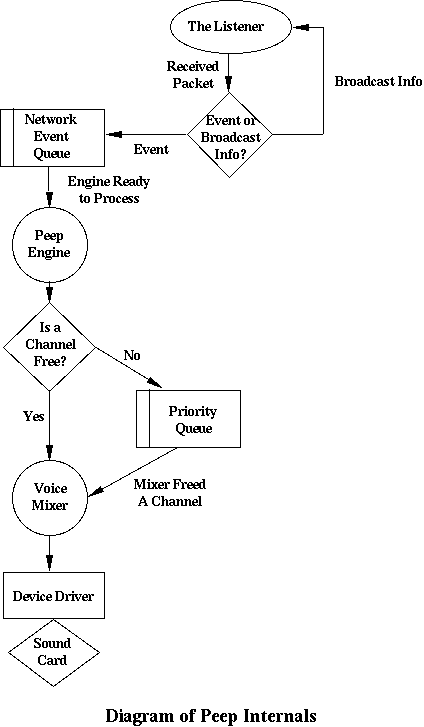 The Listener
Received
Packet
Broadcast Info
Event or
Broadcast
Info?
Event
Network
Event
Queue
Engine Ready
to Process
Peep
Engine
Is a
Channel
Free?
No
Yes
Priority
Queue
Mixer Freed
A Channel
Voice
Mixer
Device Driver
Sound
Card
Diagram of Peep Internals